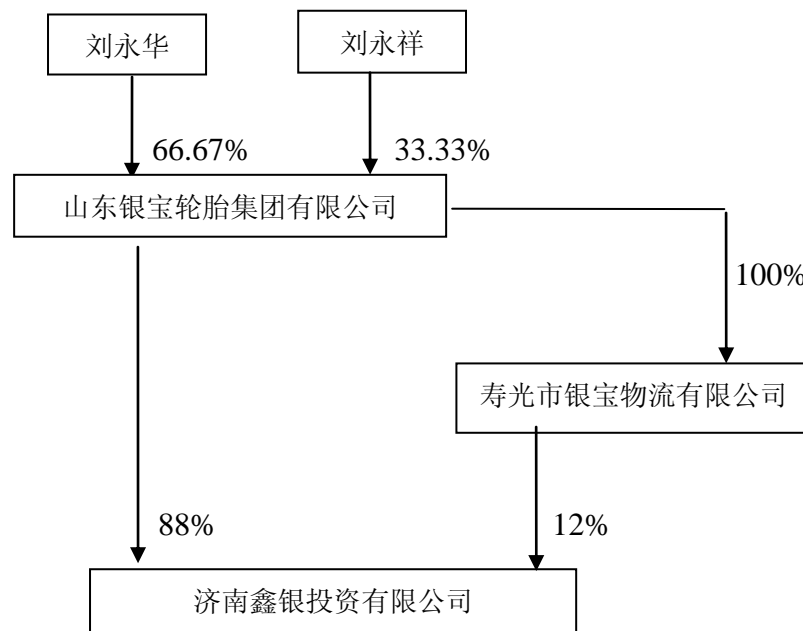 刘永华
刘永祥
66.67%
33.33%
山东银宝轮胎集团有限公司
100%
寿光市银宝物流有限公司
88%
12%
济南鑫银投资有限公司